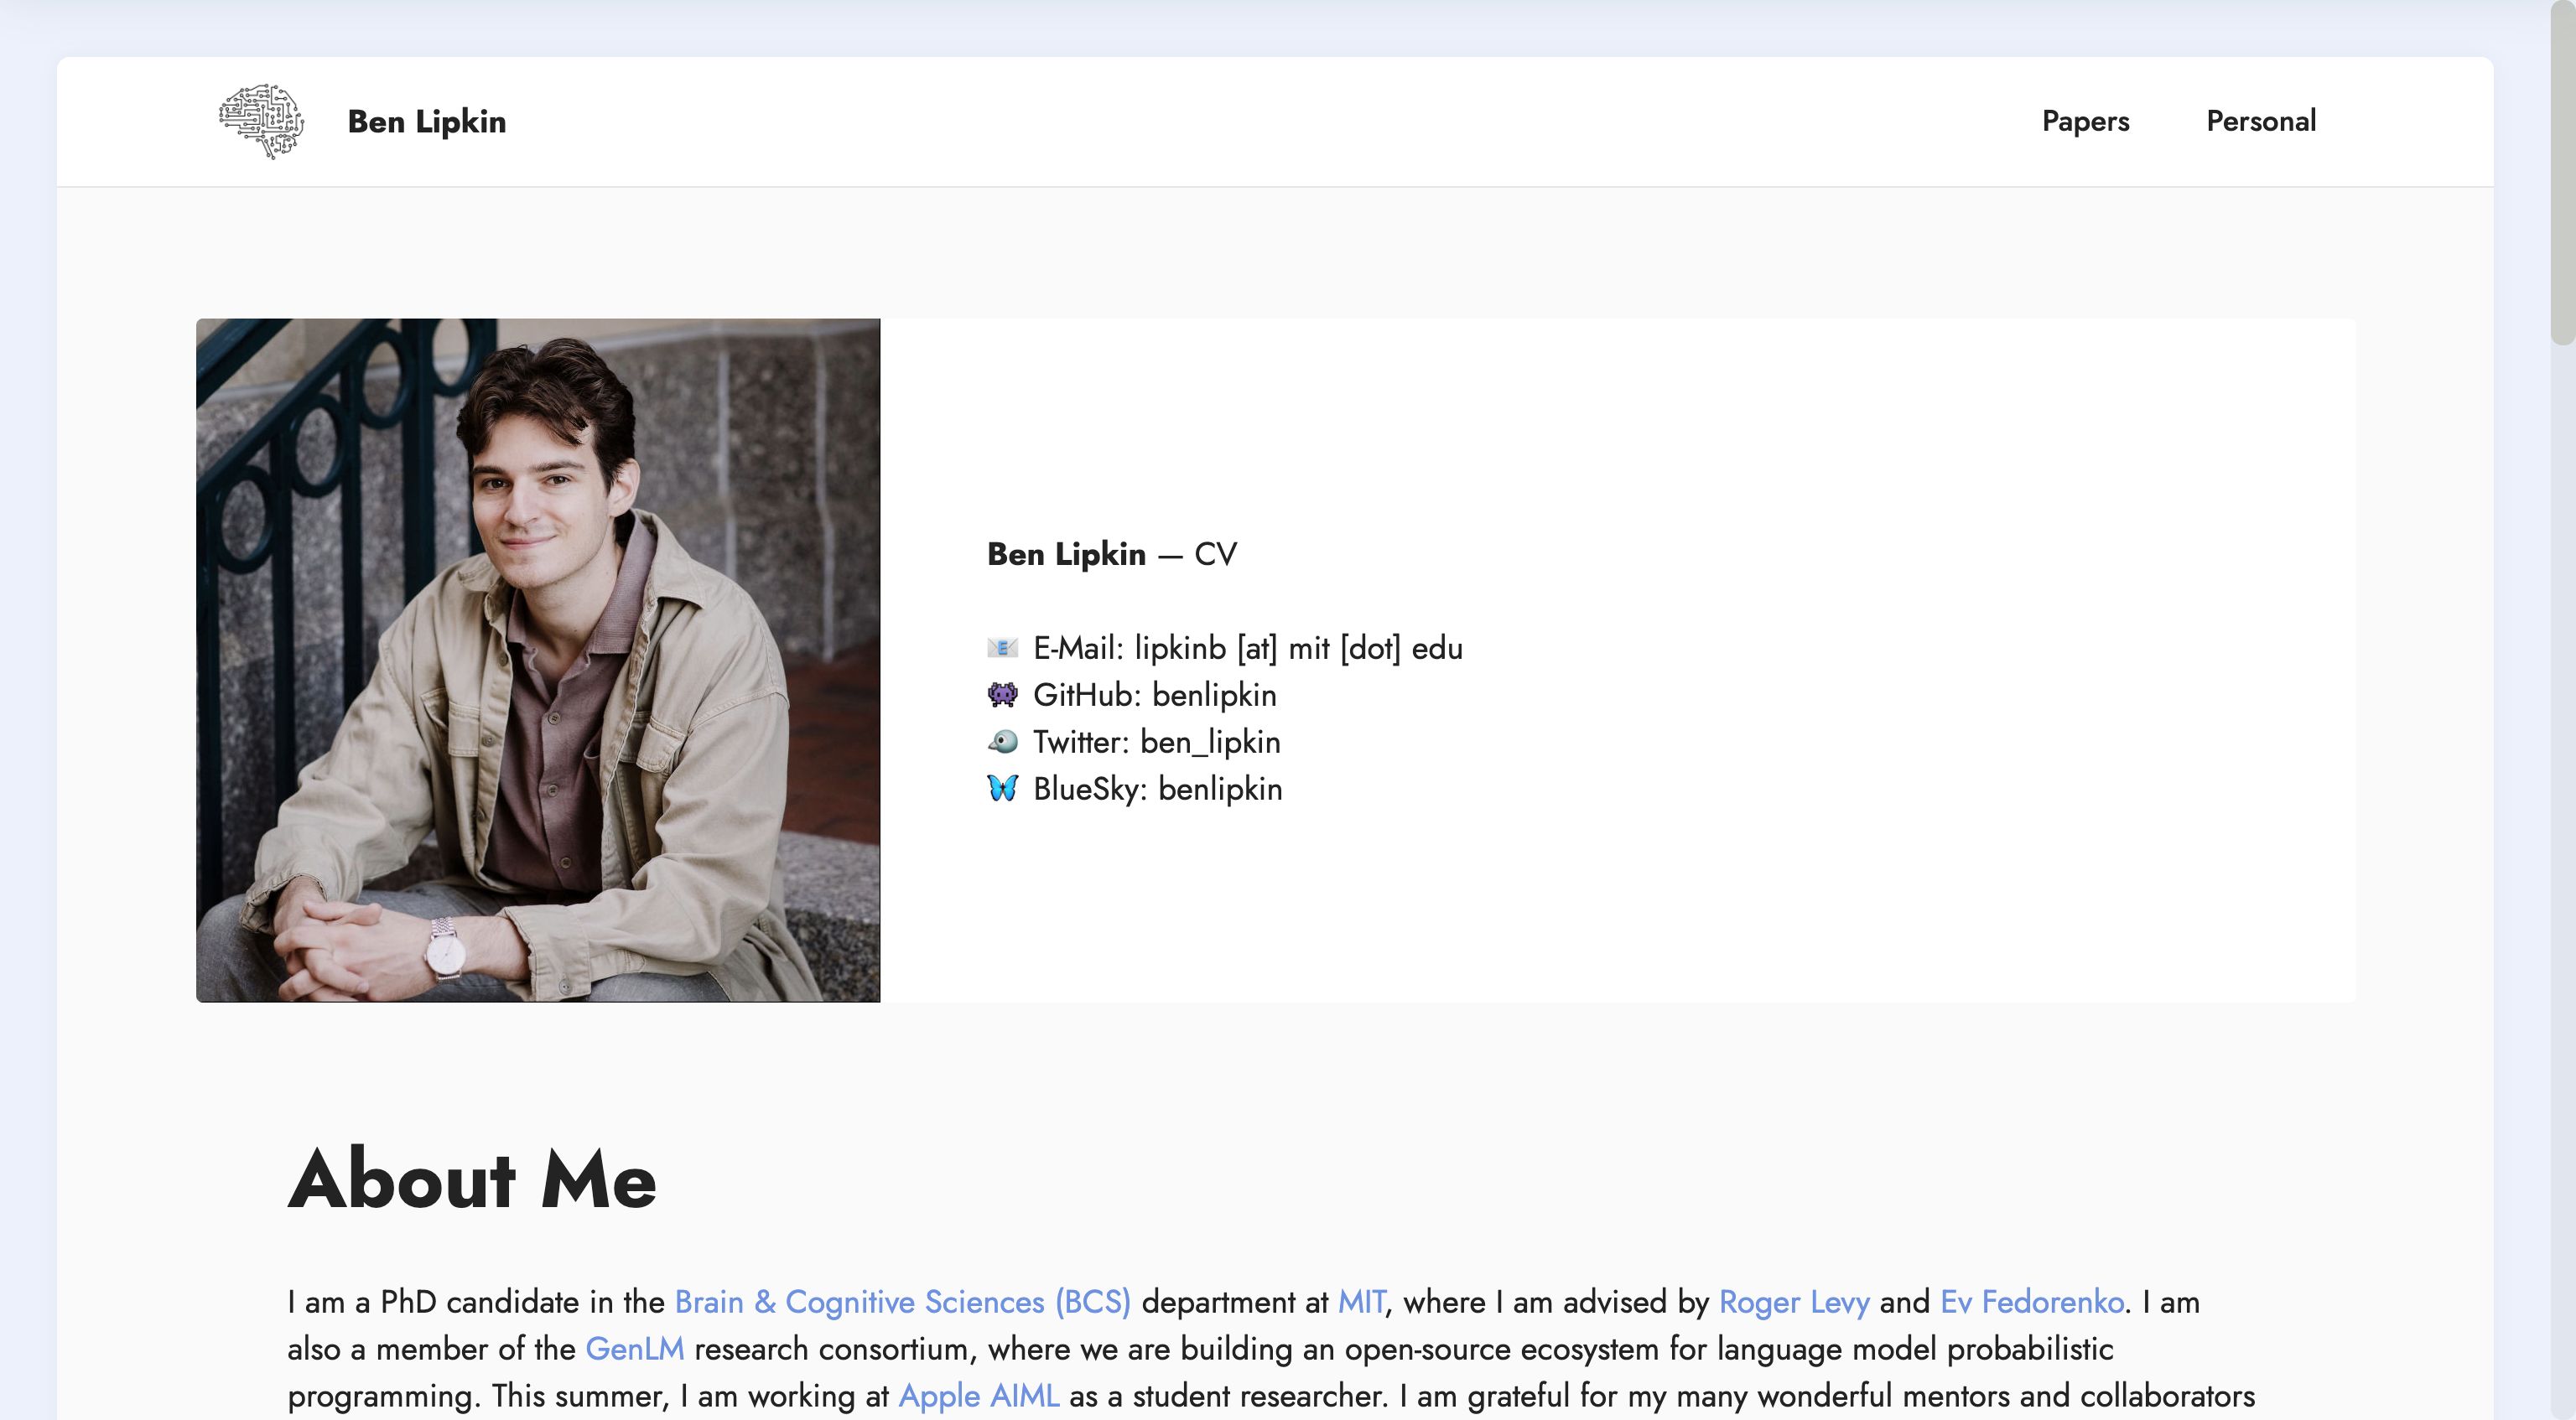 Ben Lipkin
Papers
Personal
Ben Lipkin — CV
📧 E-Mail: lipkinb [at] mit [dot] edu
👾 GitHub: benlipkin
🐦 Twitter: ben_lipkin
🦋 BlueSky: benlipkin
About Me
I am a PhD candidate in the Brain & Cognitive Sciences (BCS) department at MIT, where I am advised by Roger Levy and Ev Fedorenko. I am
also a member of the GenLM research consortium, where we are building an open-source ecosystem for language model probabilistic
programming. This summer, I am working at Apple AIML as a student researcher. I am grateful for my many wonderful mentors and collaborators